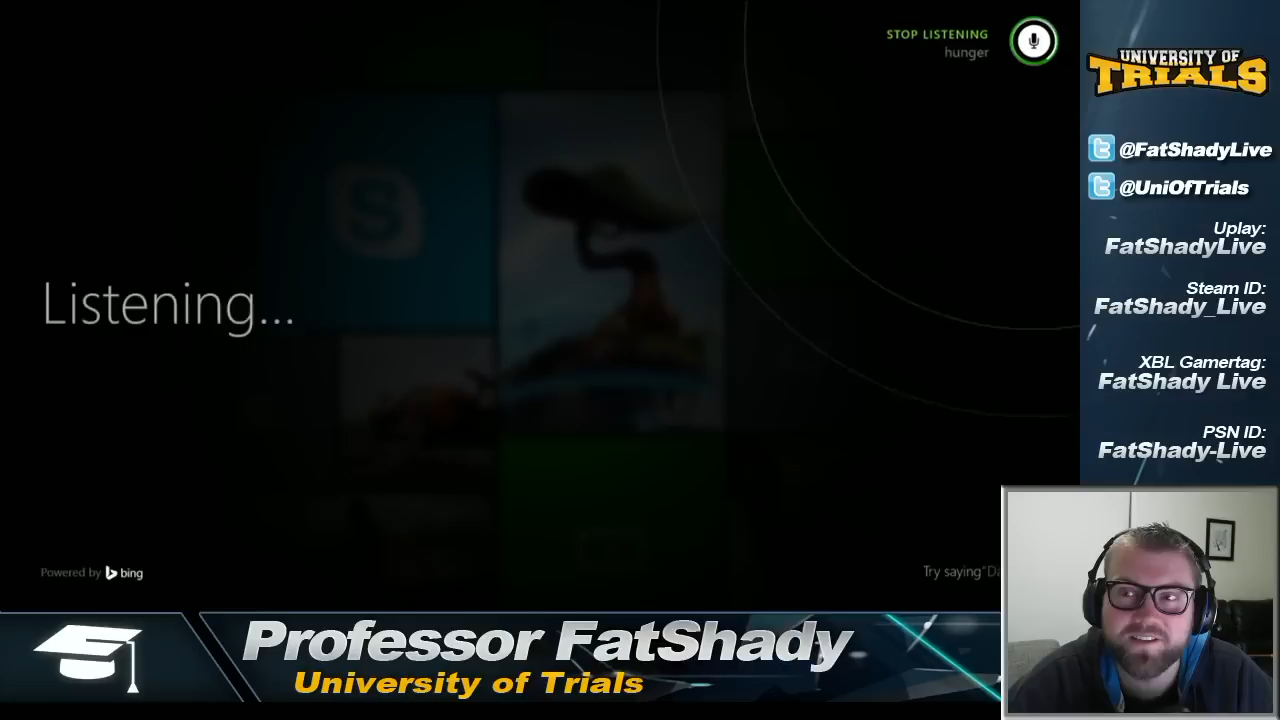 STOP LISTENING
hunger
Listening...
Powered by bing
Try saying "Da
UNIVERSITY OF
TRIALS
@FatShadyLive
@UniOfTrials
Uplay:
FatShadyLive
Steam ID:
FatShady_Live
XBL Gamertag:
FatShady Live
PSN ID:
FatShady-Live
Professor FatShady
University of Trials